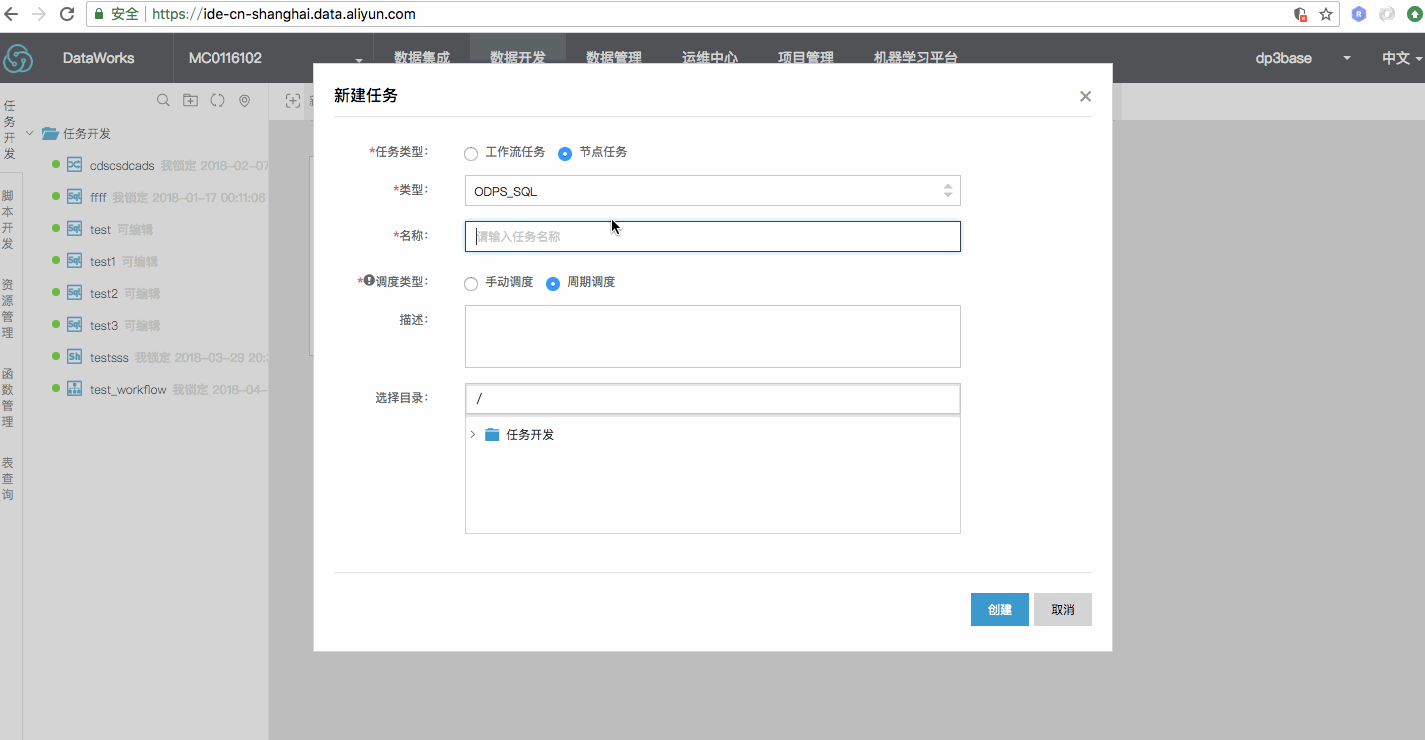 安全 https://ide-cn-shanghai.data.aliyun.com
DataWorks MC0116102 数据集成 数据开发 数据管理 运维中心 项目管理 机器学习平台 dp3base 中文
任务开发
脚本开发
资源管理
函数管理
表查询
任务开发
cdscsdcads 我锁定 2018-02-07
Sql ffff 我锁定 2018-01-17 00:11:06
Sql test 可编辑
Sql test1 可编辑
Sql test2 可编辑
Sql test3 可编辑
Sh testsss 我锁定 2018-03-29 20:
test_workflow 我锁定 2018-04-
新建任务
*任务类型: 工作流任务 节点任务
*类型: ODPS_SQL
*名称: 请输入任务名称
*调度类型: 手动调度 周期调度
描述:
选择目录: /
任务开发
创建 取消